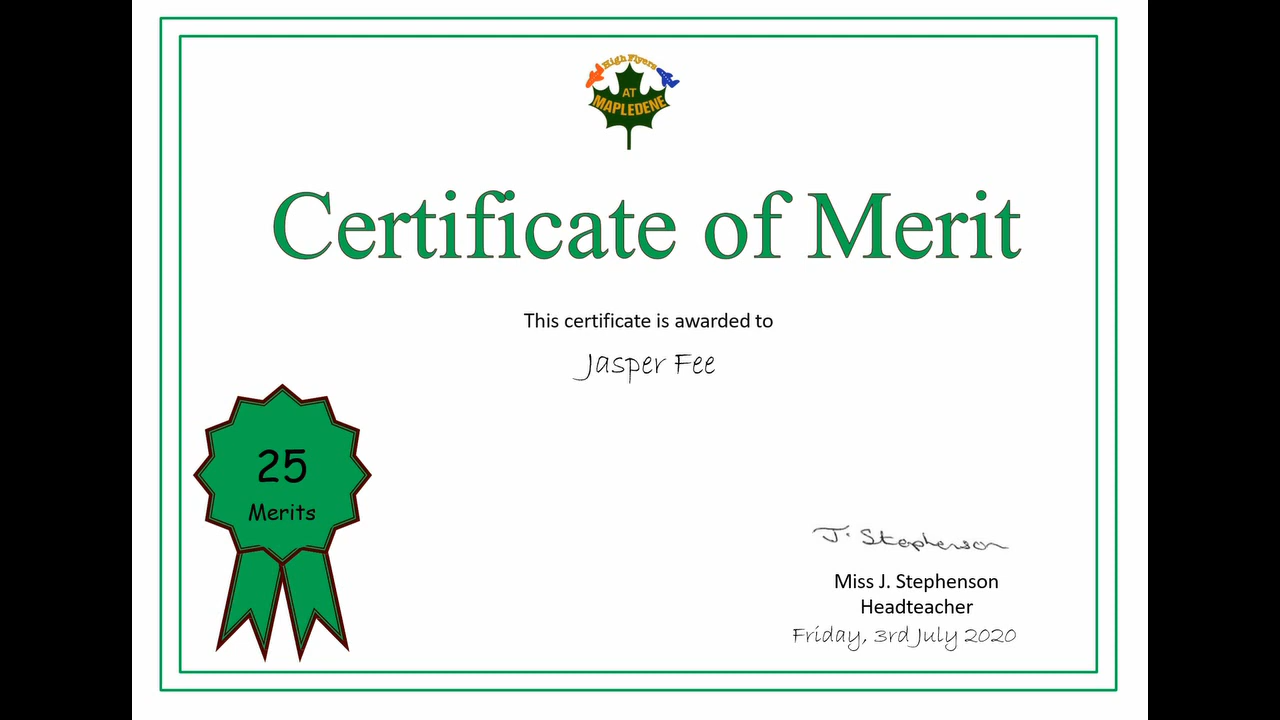 High Flyers
AT
MAPLEDENE
Certificate of Merit
This certificate is awarded to
Jasper Fee
25
Merits
J. Stephenson
Miss J. Stephenson
Headteacher
Friday, 3rd July 2020